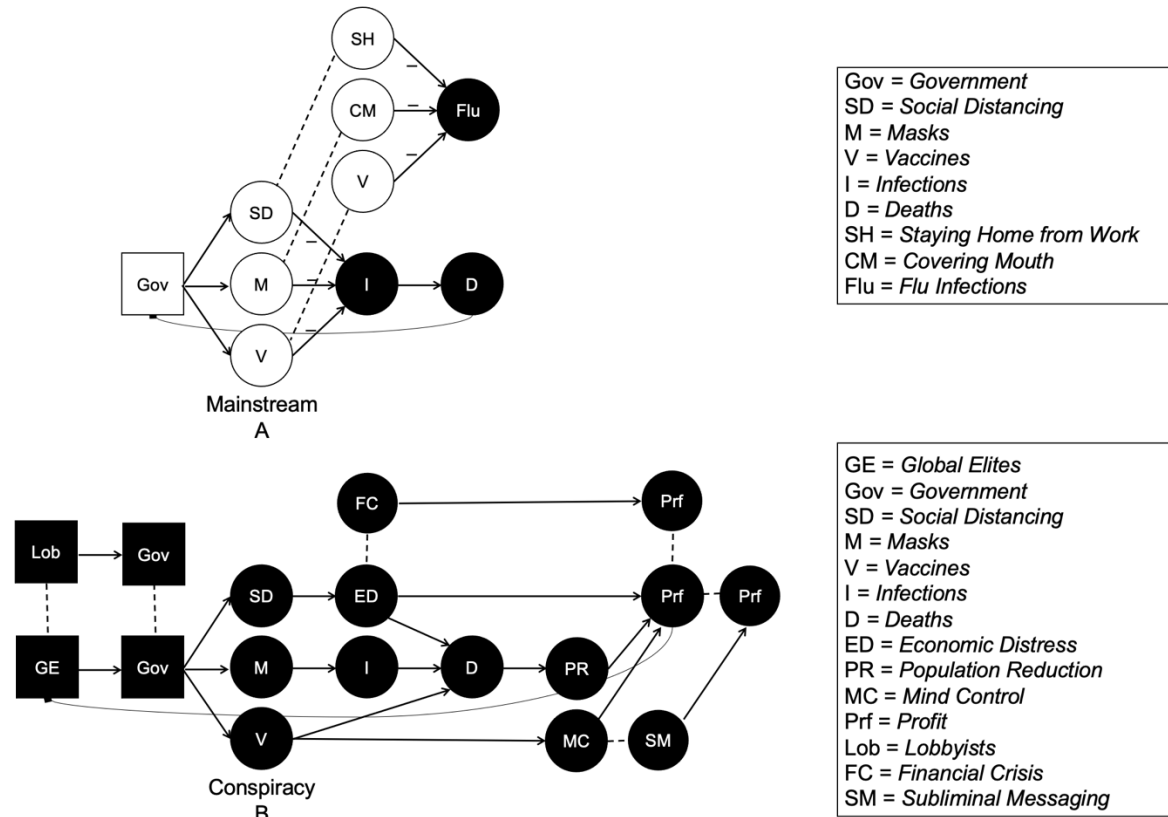 SH
CM
Flu
V
SD
Gov
M
I
D
V
–
–
–
–
–
–
Mainstream
A
Gov = Government
SD = Social Distancing
M = Masks
V = Vaccines
I = Infections
D = Deaths
SH = Staying Home from Work
CM = Covering Mouth
Flu = Flu Infections
FC
Prf
Lob
Gov
SD
ED
Prf
Prf
GE
Gov
M
I
D
PR
V
MC
SM
Conspiracy
B
GE = Global Elites
Gov = Government
SD = Social Distancing
M = Masks
V = Vaccines
I = Infections
D = Deaths
ED = Economic Distress
PR = Population Reduction
MC = Mind Control
Prf = Profit
Lob = Lobbyists
FC = Financial Crisis
SM = Subliminal Messaging